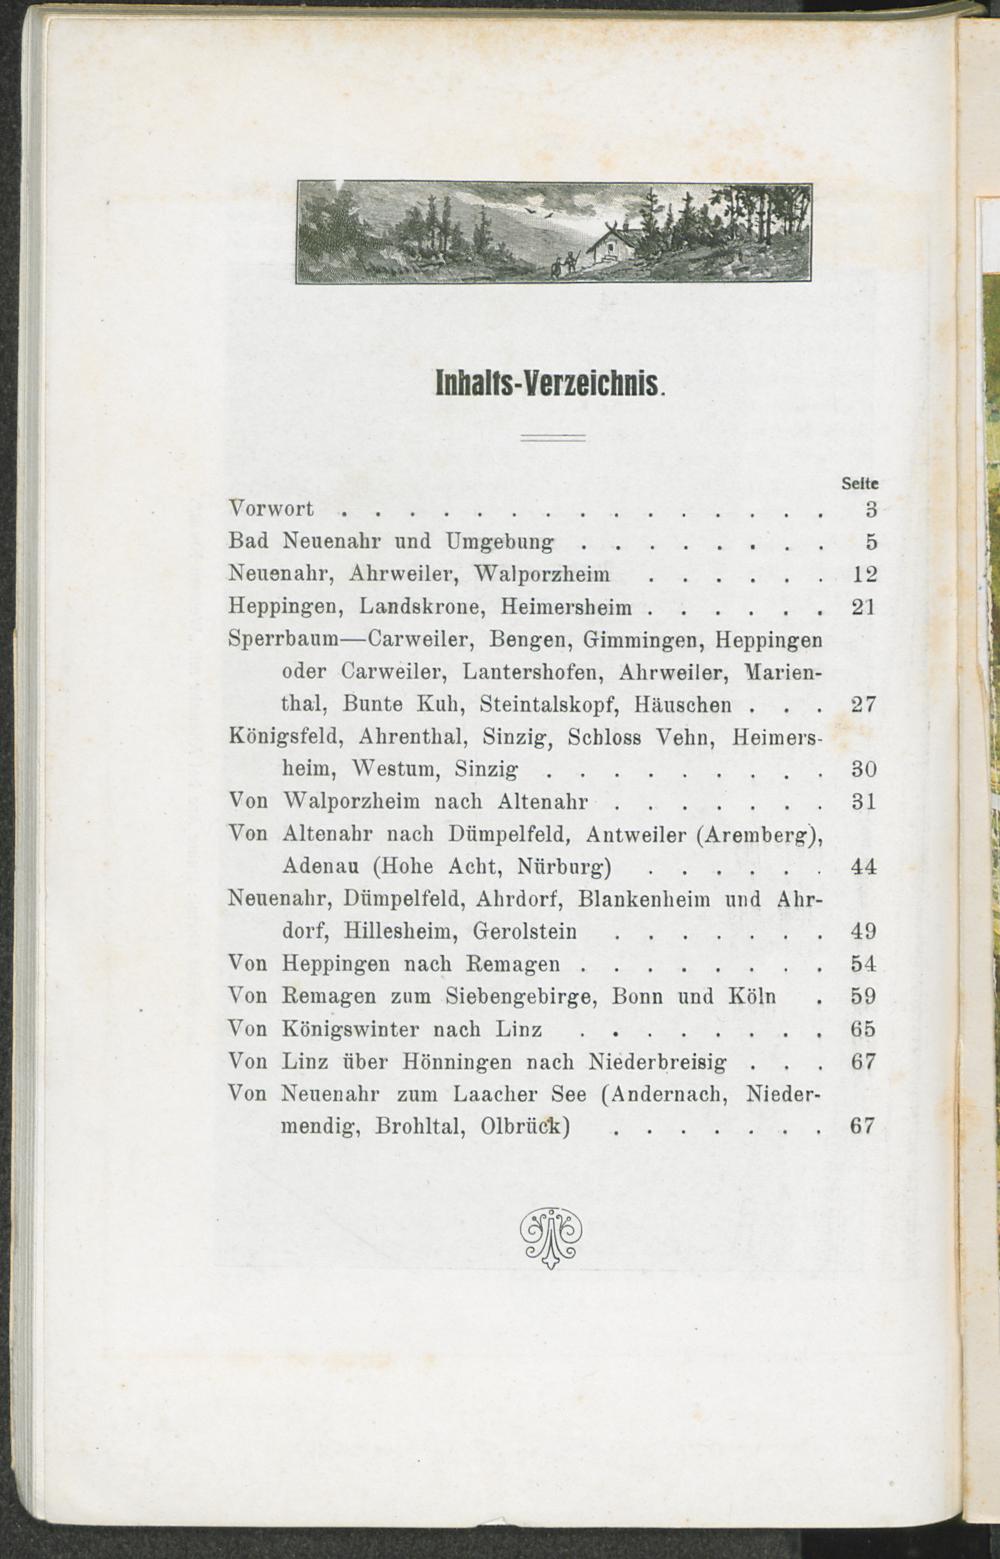 Inhalts-Verzeichnis.
Seite
Vorwort . . . . . . . . . . . . . . . 3
Bad Neuenahr und Umgebung . . . . . . . . 5
Neuenahr, Ahrweiler, Walporzheim . . . . . . 12
Heppingen, Landskrone, Heimersheim . . . . . . 21
Sperrbaum—Carweiler, Bengen, Gimmingen, Heppingen
oder Carweiler, Lantershofen, Ahrweiler, Marien-
thal, Bunte Kuh, Steintalskopf, Häuschen . . . 27
Königsfeld, Ahrenthal, Sinzig, Schloss Vehn, Heimers-
heim, Westum, Sinzig . . . . . . . . . 30
Von Walporzheim nach Altenahr . . . . . . . 31
Von Altenahr nach Dümpelfeld, Antweiler (Aremberg),
Adenau (Hohe Acht, Nürburg) . . . . . . 44
Neuenahr, Dümpelfeld, Ahrdorf, Blankenheim und Ahr-
dorf, Hillesheim, Gerolstein . . . . . . . 49
Von Heppingen nach Remagen . . . . . . . . 54
Von Remagen zum Siebengebirge, Bonn und Köln . 59
Von Königswinter nach Linz . . . . . . . . 65
Von Linz über Hönningen nach Niederbreisig . . . 67
Von Neuenahr zum Laacher See (Andernach, Nieder-
mendig, Brohltal, Olbrück) . . . . . . . 67